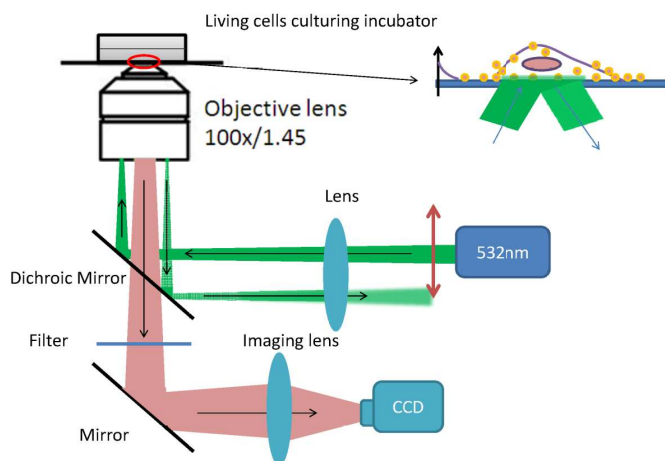 Living cells culturing incubator
Objective lens
100x/1.45
Lens
532nm
Dichroic Mirror
Filter
Imaging lens
CCD
Mirror